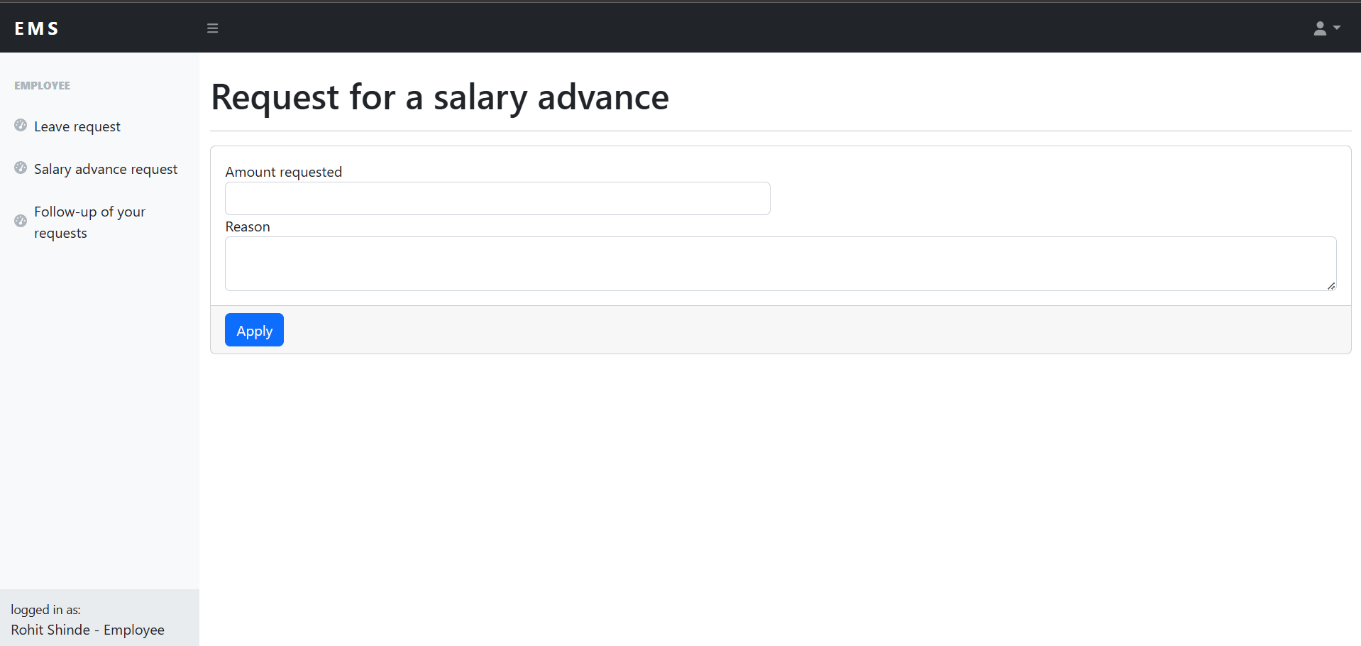 EMS
EMPLOYEE
Leave request
Salary advance request
Follow-up of your
requests
logged in as:
Rohit Shinde - Employee
Request for a salary advance
Amount requested
Reason
Apply